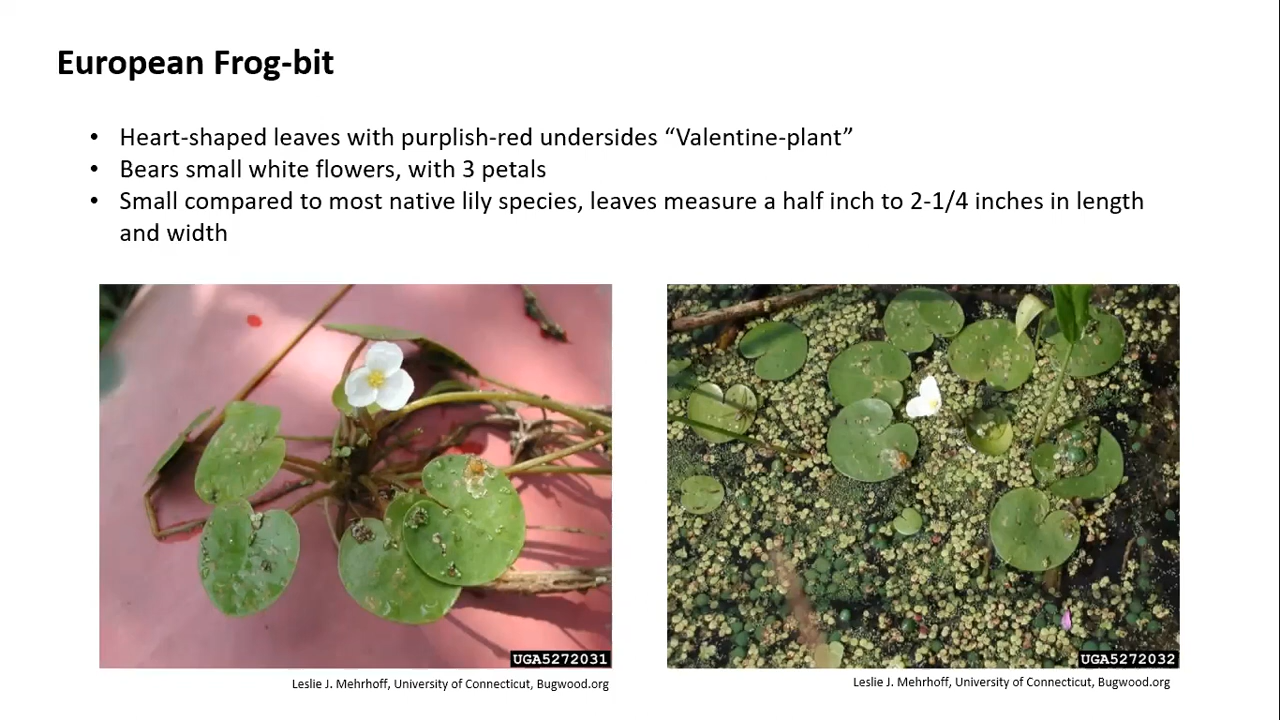 European Frog-bit
• Heart-shaped leaves with purplish-red undersides “Valentine-plant”
• Bears small white flowers, with 3 petals
• Small compared to most native lily species, leaves measure a half inch to 2-1/4 inches in length
and width
UGA5272031
UGA5272032
Leslie J. Mehrhoff, University of Connecticut, Bugwood.org
Leslie J. Mehrhoff, University of Connecticut, Bugwood.org